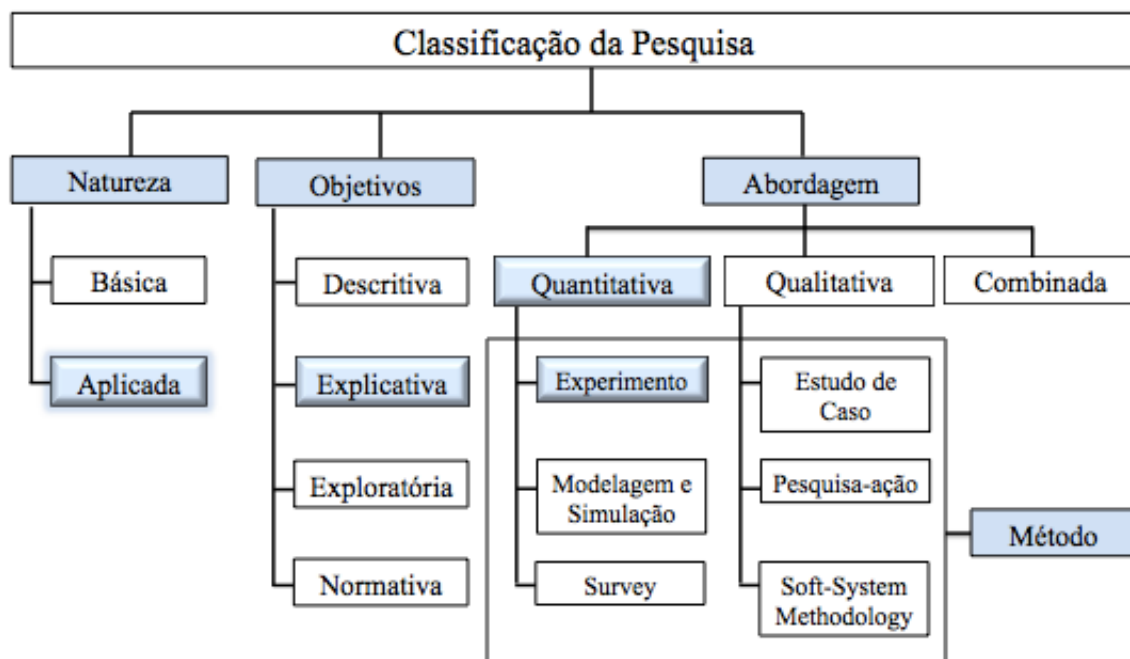 Classificação da Pesquisa
Natureza
Objetivos
Abordagem
Básica
Descritiva
Quantitativa
Qualitativa
Combinada
Aplicada
Explicativa
Experimento
Estudo de
Caso
Exploratória
Modelagem e
Simulação
Pesquisa-ação
Método
Normativa
Survey
Soft-System
Methodology